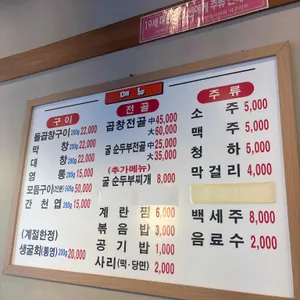 메 뉴
구 이
돌곱창구이 250g 22,000
막 창 250g 22,000
대 창 250g 22,000
염 통 250g 15,000
모듬구이 500g 50,000
간 천엽 15,000
(계절한정)
생굴회(통영) 250g 20,000
전 골
곱창전골 中45,000
大60,000
굴 순두부전골 中25,000
大35,000
(추가메뉴)
굴 순두부찌개 8,000
계 란 찜 6,000
볶 음 밥 3,000
공 기 밥 1,000
사리(떡·당면) 2,000
주 류
소 주 5,000
맥 주 5,000
청 하 5,000
막걸리 4,000
백세주 8,000
음료수 2,000